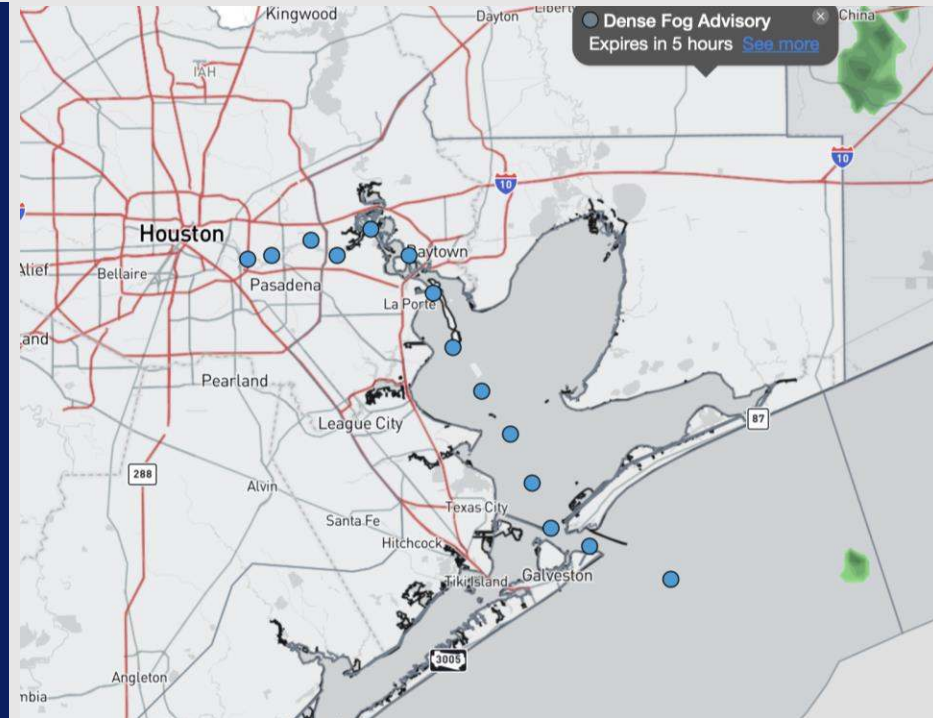 Kingwood
Dayton
Dense Fog Advisory
Expires in 5 hours See more
China
IAH
10
10
Houston
Alief
Bellaire
Pasadena
Baytown
La Porte
Pearland
League City
87
288
Alvin
Texas City
Santa Fe
Hitchcock
Tiki Island
Galveston
3005
Angleton